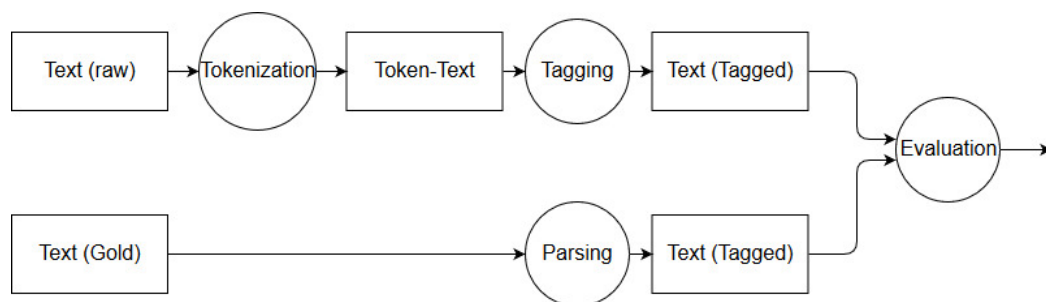 Text (raw)
Tokenization
Token-Text
Tagging
Text (Tagged)
Evaluation
Text (Gold)
Parsing
Text (Tagged)